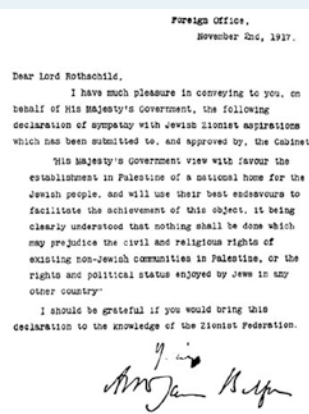 Foreign Office,
November 2nd, 1917.
Dear Lord Rothschild,
I have much pleasure in conveying to you, on
behalf of His Majesty's Government, the following
declaration of sympathy with Jewish Zionist aspirations
which has been submitted to, and approved by, the Cabinet
"His Majesty's Government view with favour the
establishment in Palestine of a national home for the
Jewish people, and will use their best endeavours to
facilitate the achievement of this object, it being
clearly understood that nothing shall be done which
may prejudice the civil and religious rights of
existing non-Jewish communities in Palestine, or the
rights and political status enjoyed by Jews in any
other country"
I should be grateful if you would bring this
declaration to the knowledge of the Zionist Federation.